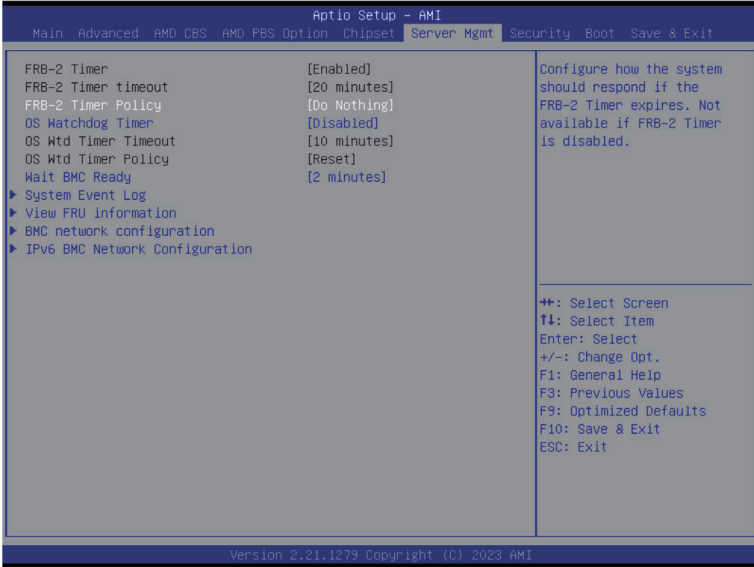 Aptio Setup – AMI
Main Advanced AMD CBS AMD PBS Option Chipset Server Mgmt Security Boot Save & Exit
FRB-2 Timer [Enabled]
FRB-2 Timer timeout [20 minutes]
FRB-2 Timer Policy [Do Nothing]
OS Watchdog Timer [Disabled]
OS Wtd Timer Timeout [10 minutes]
OS Wtd Timer Policy [Reset]
Wait BMC Ready [2 minutes]
System Event Log
View FRU information
BMC network configuration
IPv6 BMC Network Configuration
Configure how the system
should respond if the
FRB-2 Timer expires. Not
available if FRB-2 Timer
is disabled.
→←: Select Screen
↑↓: Select Item
Enter: Select
+/-: Change Opt.
F1: General Help
F3: Previous Values
F9: Optimized Defaults
F10: Save & Exit
ESC: Exit
Version 2.21.1279 Copyright (C) 2023 AMI